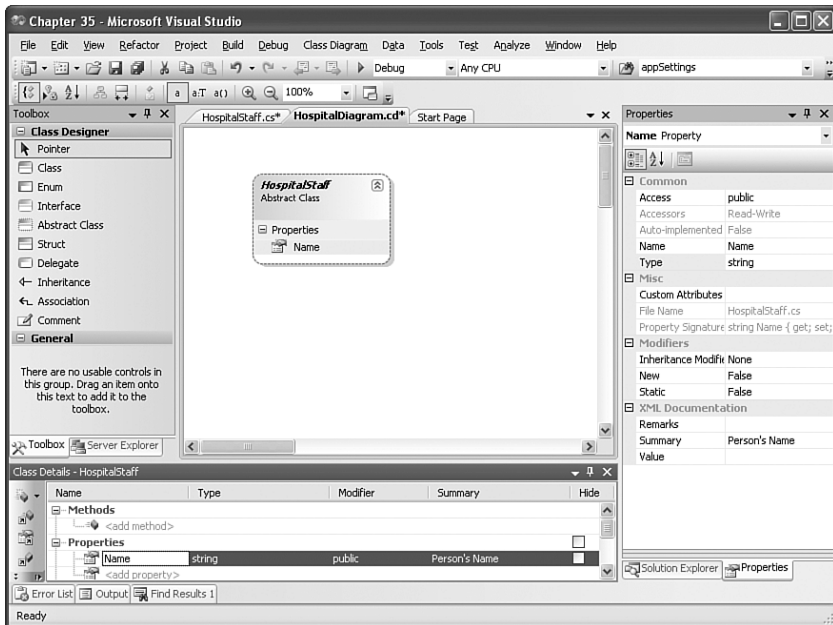 Chapter 35 - Microsoft Visual Studio
File Edit View Refactor Project Build Debug Class Diagram Data Tools Test Analyze Window Help
Debug Any CPU appSettings
a a:T a() 100%
Toolbox
Class Designer
Pointer
Class
Enum
Interface
Abstract Class
Struct
Delegate
Inheritance
Association
Comment
General
There are no usable controls in
this group. Drag an item onto
this text to add it to the
toolbox.
Toolbox Server Explorer
HospitalStaff.cs* HospitalDiagram.cd* Start Page
HospitalStaff
Abstract Class
Properties
Name
Properties
Name Property
Common
Access public
Accessors Read-Write
Auto-implemented False
Name Name
Type string
Misc
Custom Attributes
File Name HospitalStaff.cs
Property Signature string Name { get; set;
Modifiers
Inheritance Modifie None
New False
Static False
XML Documentation
Remarks
Summary Person's Name
Value
Solution Explorer Properties
Class Details - HospitalStaff
Name Type Modifier Summary Hide
Methods
<add method>
Properties
Name string public Person's Name
<add property>
Error List Output Find Results 1
Ready